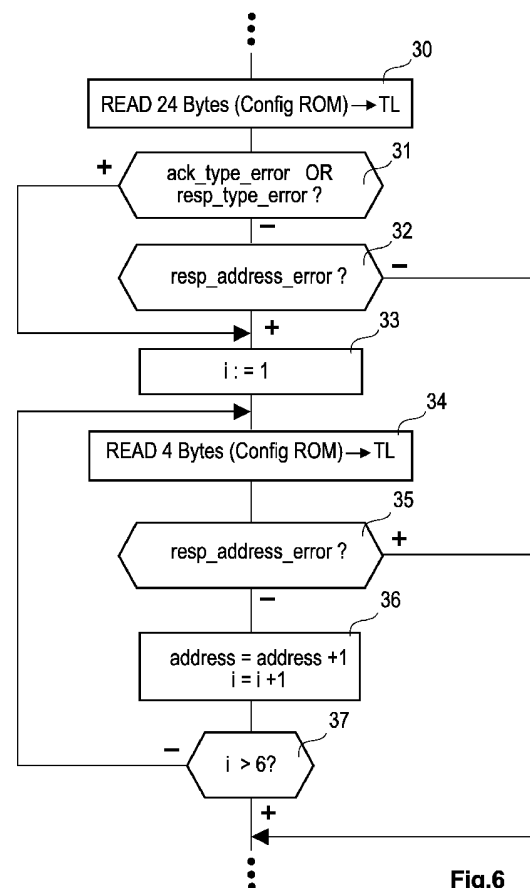 30
READ 24 Bytes (Config ROM) → TL
31
+
ack_type_error OR
resp_type_error ?
−
32
resp_address_error ?
−
+
33
i : = 1
34
READ 4 Bytes (Config ROM) → TL
35
resp_address_error ?
+
−
36
address = address +1
i = i +1
37
−
i > 6?
+
Fig.6